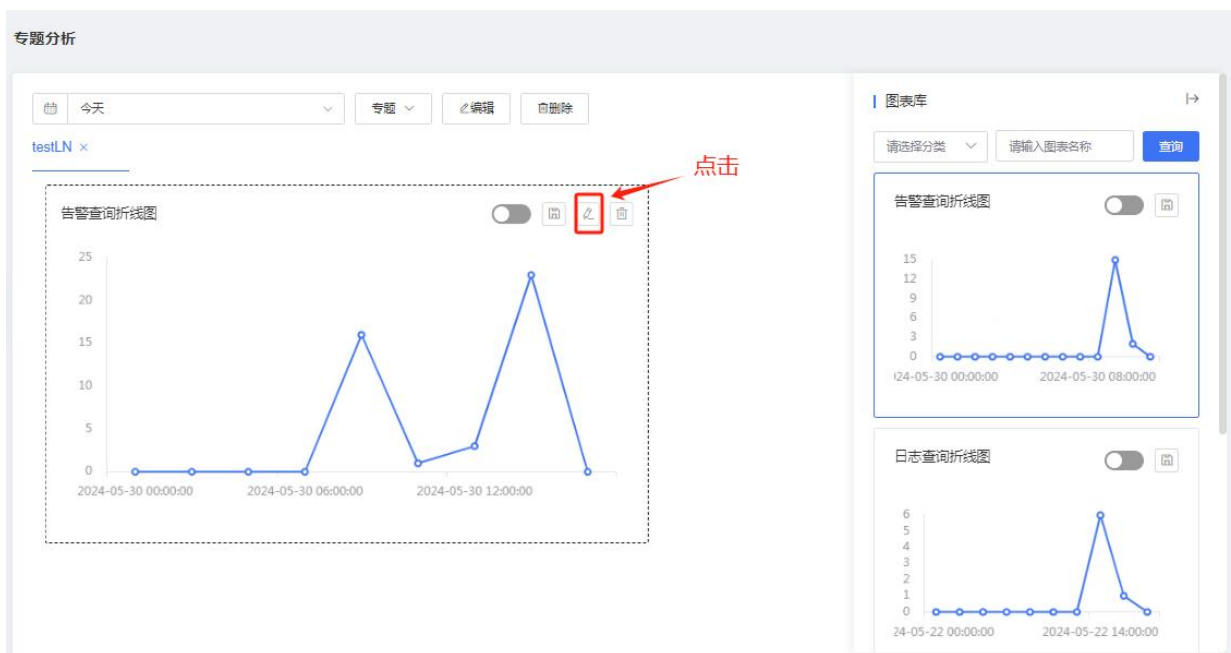 专题分析
今天
专题
编辑
删除
testLN ×
点击
告警查询折线图
25
20
15
10
5
0
2024-05-30 00:00:00
2024-05-30 06:00:00
2024-05-30 12:00:00
图表库
请选择分类
请输入图表名称
查询
告警查询折线图
15
12
9
6
3
0
24-05-30 00:00:00
2024-05-30 08:00:00
日志查询折线图
6
5
4
3
2
1
0
24-05-22 00:00:00
2024-05-22 14:00:00